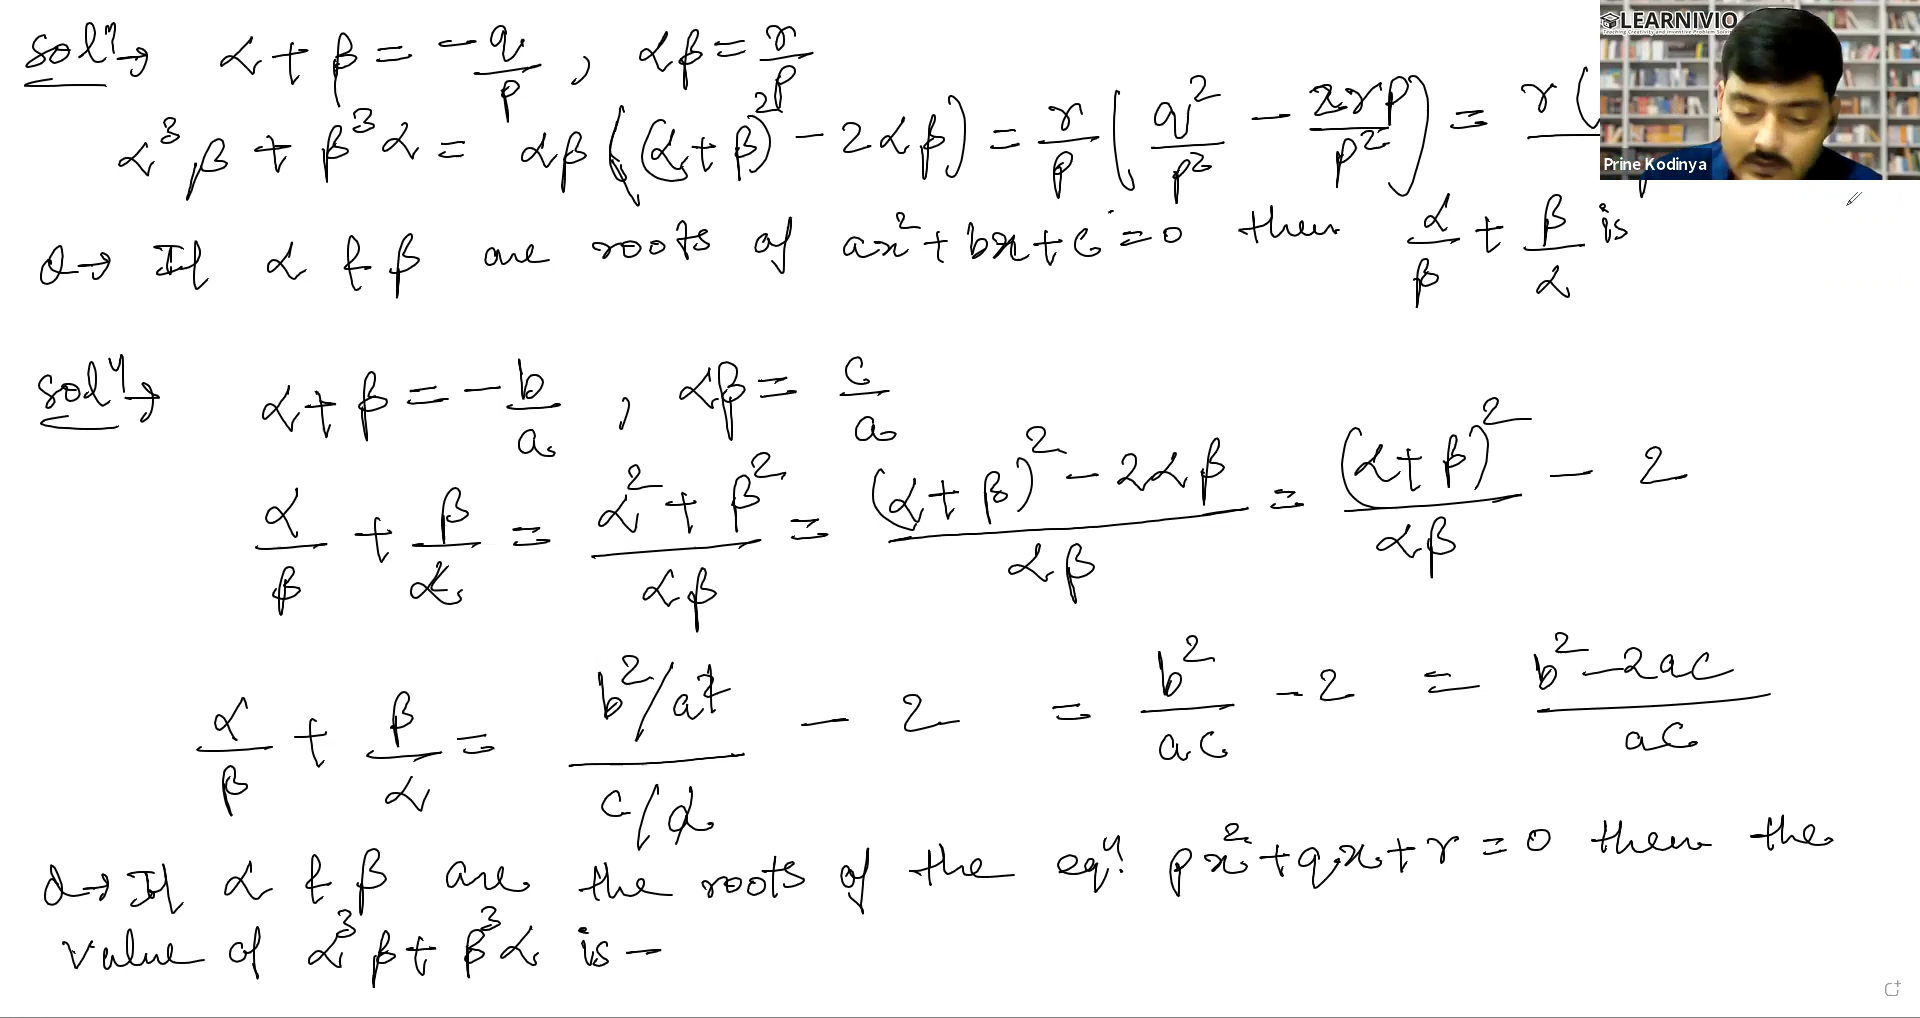 LEARNIVIO
Prine Kodinya
Solⁿ→ α + β = -q/p , αβ = r/p
α³β + β³α = αβ((α+β)² - 2αβ) = r/p (q²/p² - 2rp/p²) = r(
Q→ If α & β are roots of ax²+bx+c=0 then α/β + β/α is
Solⁿ→ α+β = -b/a , αβ = c/a
α/β + β/α = α²+β²/αβ = (α+β)²-2αβ/αβ = (α+β)²/αβ - 2
α/β + β/α = b²/a²/c/a - 2 = b²/ac - 2 = b²-2ac/ac
Q→ If α & β are the roots of the eqⁿ. px²+qx+r=0 then the
value of α³β+β³α is —